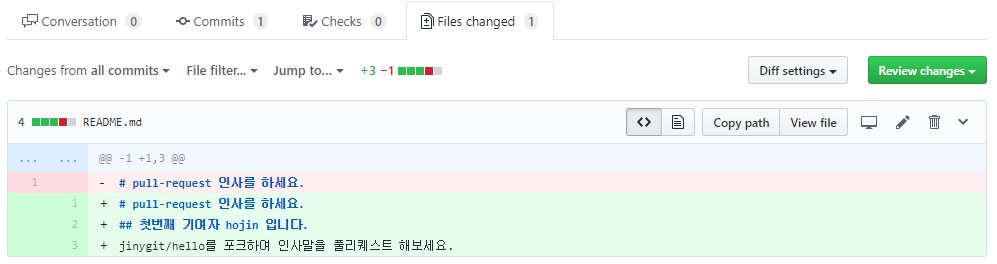 Conversation 0 Commits 1 Checks 0 Files changed 1
Changes from all commits File filter... Jump to... +3 −1 Diff settings Review changes
4 README.md <> Copy path View file
... ... @@ -1 +1,3 @@
1 - # pull-request 인사를 하세요.
1 + # pull-request 인사를 하세요.
2 + ## 첫번째 기여자 hojin 입니다.
3 + jinygit/hello를 포크하여 인사말을 풀리퀘스트 해보세요.